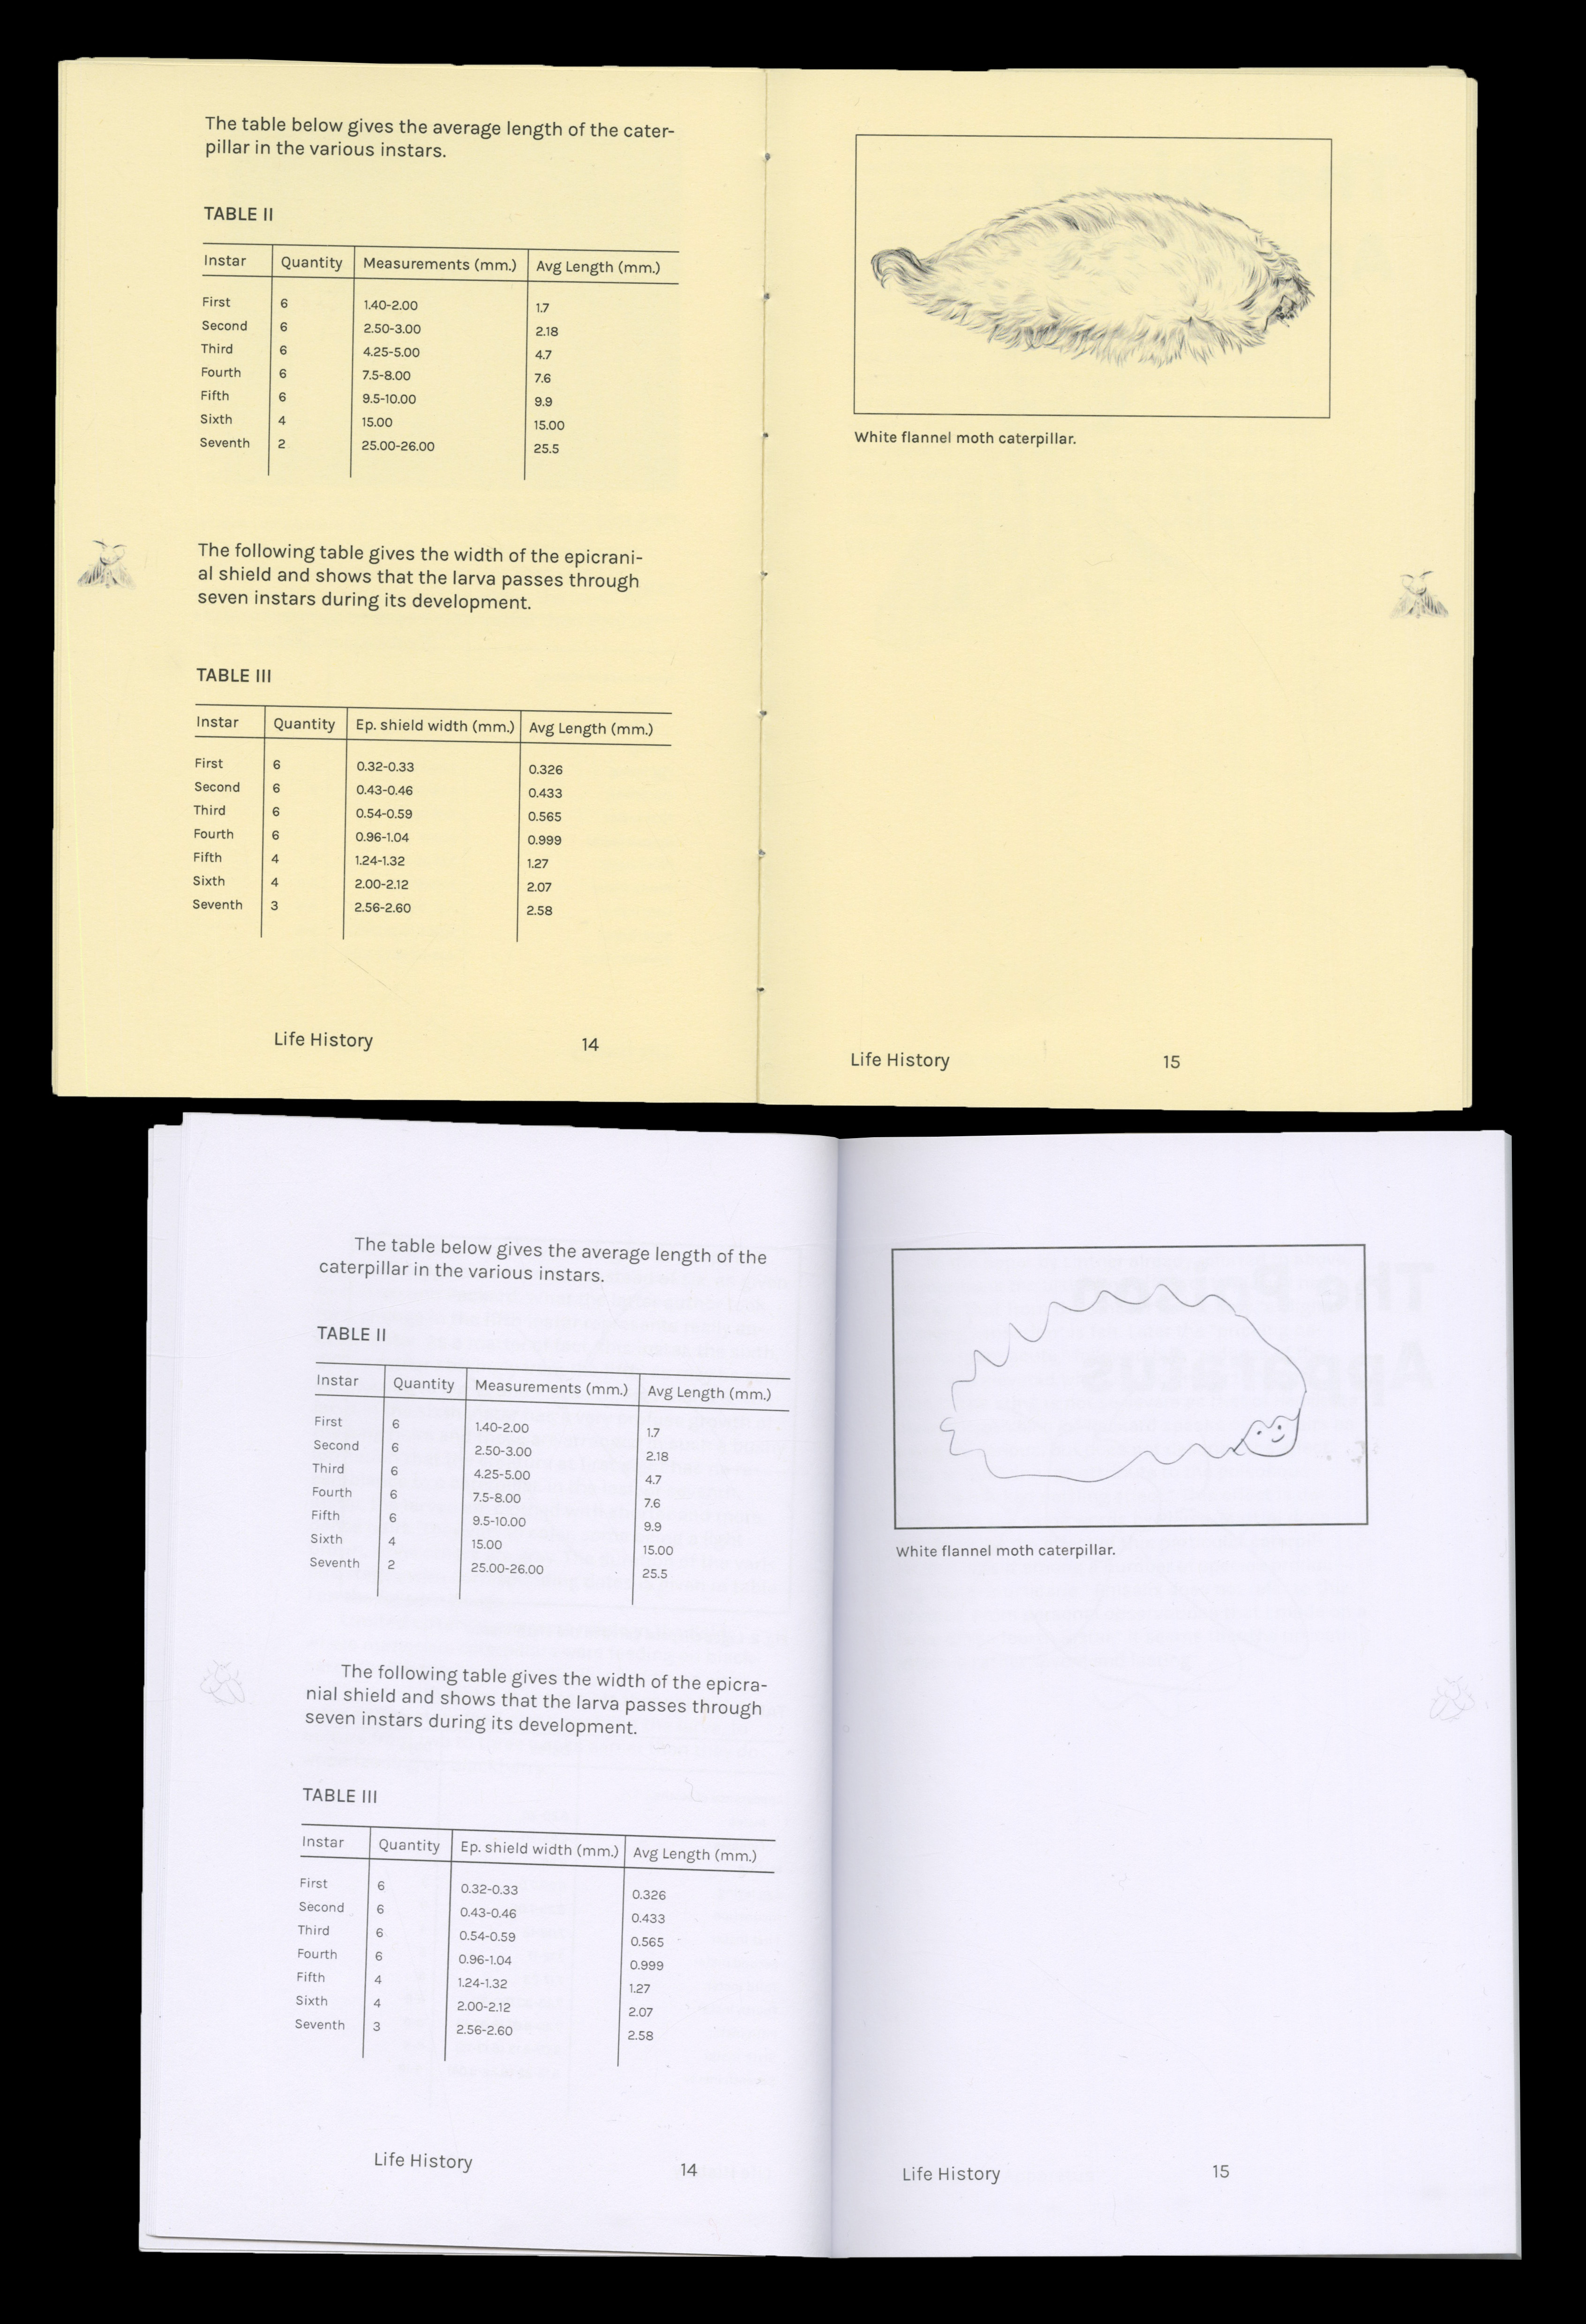 The table below gives the average length of the cater-
pillar in the various instars.
TABLE II
Instar Quantity Measurements (mm.) Avg Length (mm.)
First 6 1.40-2.00 1.7
Second 6 2.50-3.00 2.18
Third 6 4.25-5.00 4.7
Fourth 6 7.5-8.00 7.6
Fifth 6 9.5-10.00 9.9
Sixth 4 15.00 15.00
Seventh 2 25.00-26.00 25.5
The following table gives the width of the epicrani-
al shield and shows that the larva passes through
seven instars during its development.
TABLE III
Instar Quantity Ep. shield width (mm.) Avg Length (mm.)
First 6 0.32-0.33 0.326
Second 6 0.43-0.46 0.433
Third 6 0.54-0.59 0.565
Fourth 6 0.96-1.04 0.999
Fifth 4 1.24-1.32 1.27
Sixth 4 2.00-2.12 2.07
Seventh 3 2.56-2.60 2.58
Life History 14
White flannel moth caterpillar.
Life History 15
The table below gives the average length of the
caterpillar in the various instars.
TABLE II
Instar Quantity Measurements (mm.) Avg Length (mm.)
First 6 1.40-2.00 1.7
Second 6 2.50-3.00 2.18
Third 6 4.25-5.00 4.7
Fourth 6 7.5-8.00 7.6
Fifth 6 9.5-10.00 9.9
Sixth 4 15.00 15.00
Seventh 2 25.00-26.00 25.5
The following table gives the width of the epicra-
nial shield and shows that the larva passes through
seven instars during its development.
TABLE III
Instar Quantity Ep. shield width (mm.) Avg Length (mm.)
First 6 0.32-0.33 0.326
Second 6 0.43-0.46 0.433
Third 6 0.54-0.59 0.565
Fourth 6 0.96-1.04 0.999
Fifth 4 1.24-1.32 1.27
Sixth 4 2.00-2.12 2.07
Seventh 3 2.56-2.60 2.58
Life History 14
White flannel moth caterpillar.
Life History 15